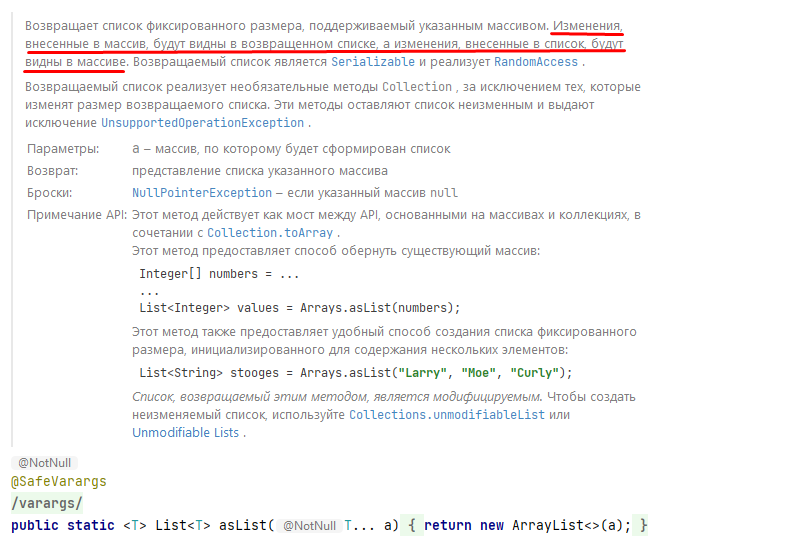 Возвращает список фиксированного размера, поддерживаемый указанным массивом. Изменения,
внесенные в массив, будут видны в возвращенном списке, а изменения, внесенные в список, будут
видны в массиве. Возвращаемый список является Serializable и реализует RandomAccess .
Возвращаемый список реализует необязательные методы Collection , за исключением тех, которые
изменят размер возвращаемого списка. Эти методы оставляют список неизменным и выдают
исключение UnsupportedOperationException .
Параметры: a – массив, по которому будет сформирован список
Возврат: представление списка указанного массива
Броски: NullPointerException – если указанный массив null
Примечание API: Этот метод действует как мост между API, основанными на массивах и коллекциях, в
сочетании с Collection.toArray .
Этот метод предоставляет способ обернуть существующий массив:
Integer[] numbers = ...
...
List<Integer> values = Arrays.asList(numbers);
Этот метод также предоставляет удобный способ создания списка фиксированного
размера, инициализированного для содержания нескольких элементов:
List<String> stooges = Arrays.asList("Larry", "Moe", "Curly");
Список, возвращаемый этим методом, является модифицируемым. Чтобы создать
неизменяемый список, используйте Collections.unmodifiableList или
Unmodifiable Lists .
@NotNull
@SafeVarargs
/varargs/
public static <T> List<T> asList( @NotNull T... a) { return new ArrayList<>(a); }